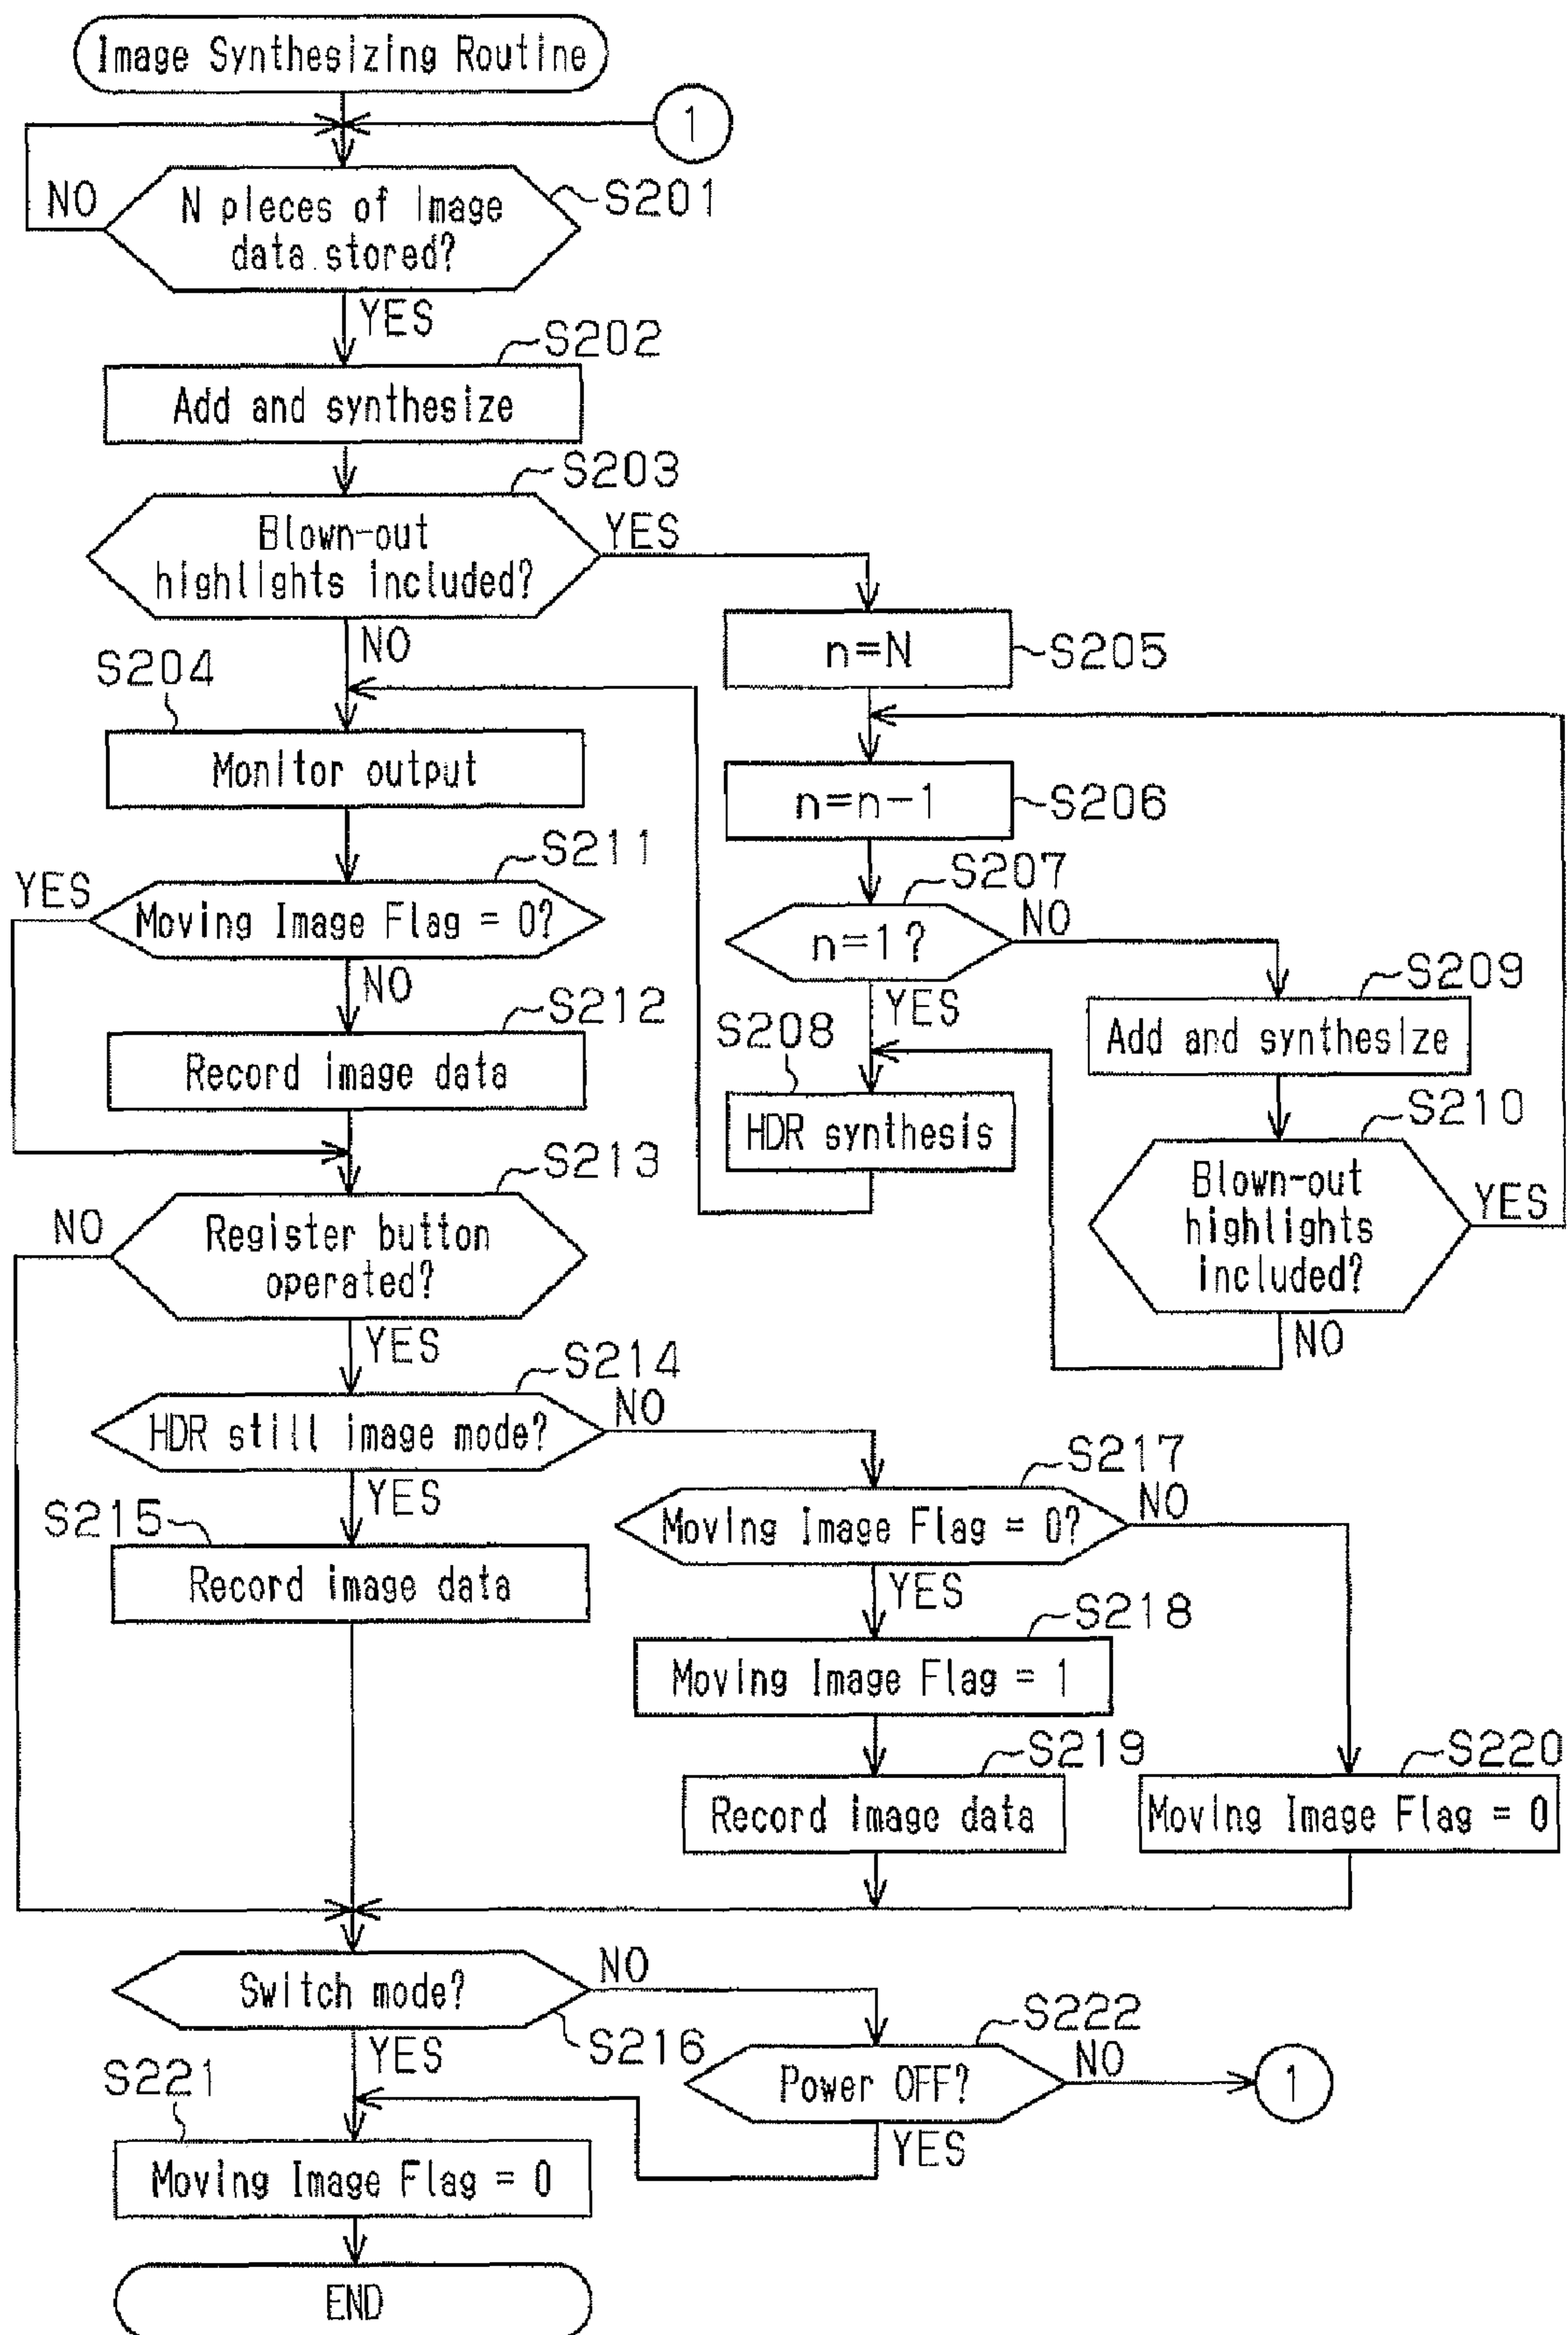 Image Synthesizing Routine
1
NO
N pieces of image
data stored?
S201
YES
S202
Add and synthesize
S203
Blown-out
highlights included?
YES
NO
n=N
S205
S204
Monitor output
n=n-1
S206
S211
YES
Moving Image Flag = 0?
NO
S207
n=1?
NO
YES
S209
Add and synthesize
S212
Record image data
S208
HDR synthesis
S210
Blown-out
highlights
included?
YES
NO
S213
NO
Register button
operated?
YES
S214
HDR still image mode?
NO
YES
S215
Record image data
S217
Moving Image Flag = 0?
NO
YES
S218
Moving Image Flag = 1
S219
Record image data
S220
Moving Image Flag = 0
Switch mode?
NO
S216
YES
S222
Power OFF?
NO
1
YES
S221
Moving Image Flag = 0
END